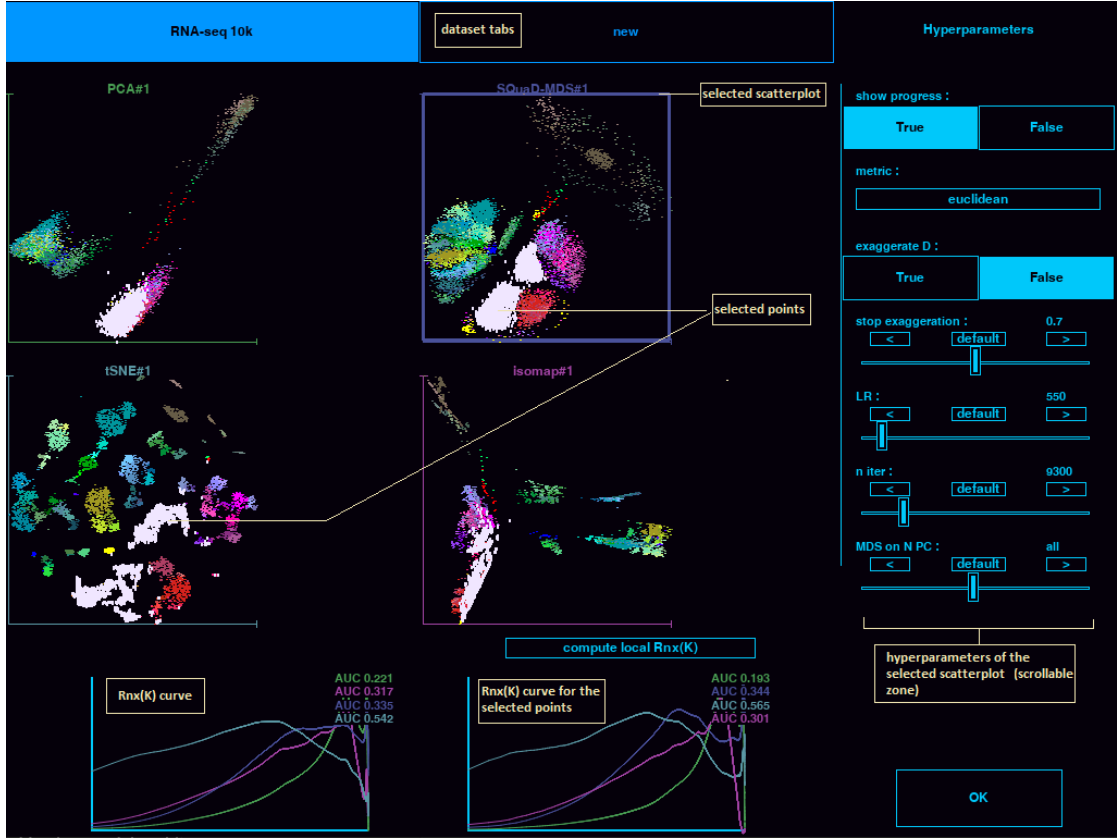 RNA-seq 10k
dataset tabs
new
Hyperparameters
PCA#1
SQuaD-MDS#1
selected scatterplot
show progress :
True
False
metric :
euclidean
exaggerate D :
True
False
selected points
stop exaggeration :
0.7
<
default
>
tSNE#1
isomap#1
LR :
550
<
default
>
n iter :
9300
<
default
>
MDS on N PC :
all
<
default
>
compute local Rnx(K)
hyperparameters of the
selected scatterplot (scrollable
zone)
Rnx(K) curve
AUC 0.221
AUC 0.317
AUC 0.335
AUC 0.542
Rnx(K) curve for the
selected points
AUC 0.193
AUC 0.344
AUC 0.565
AUC 0.301
OK